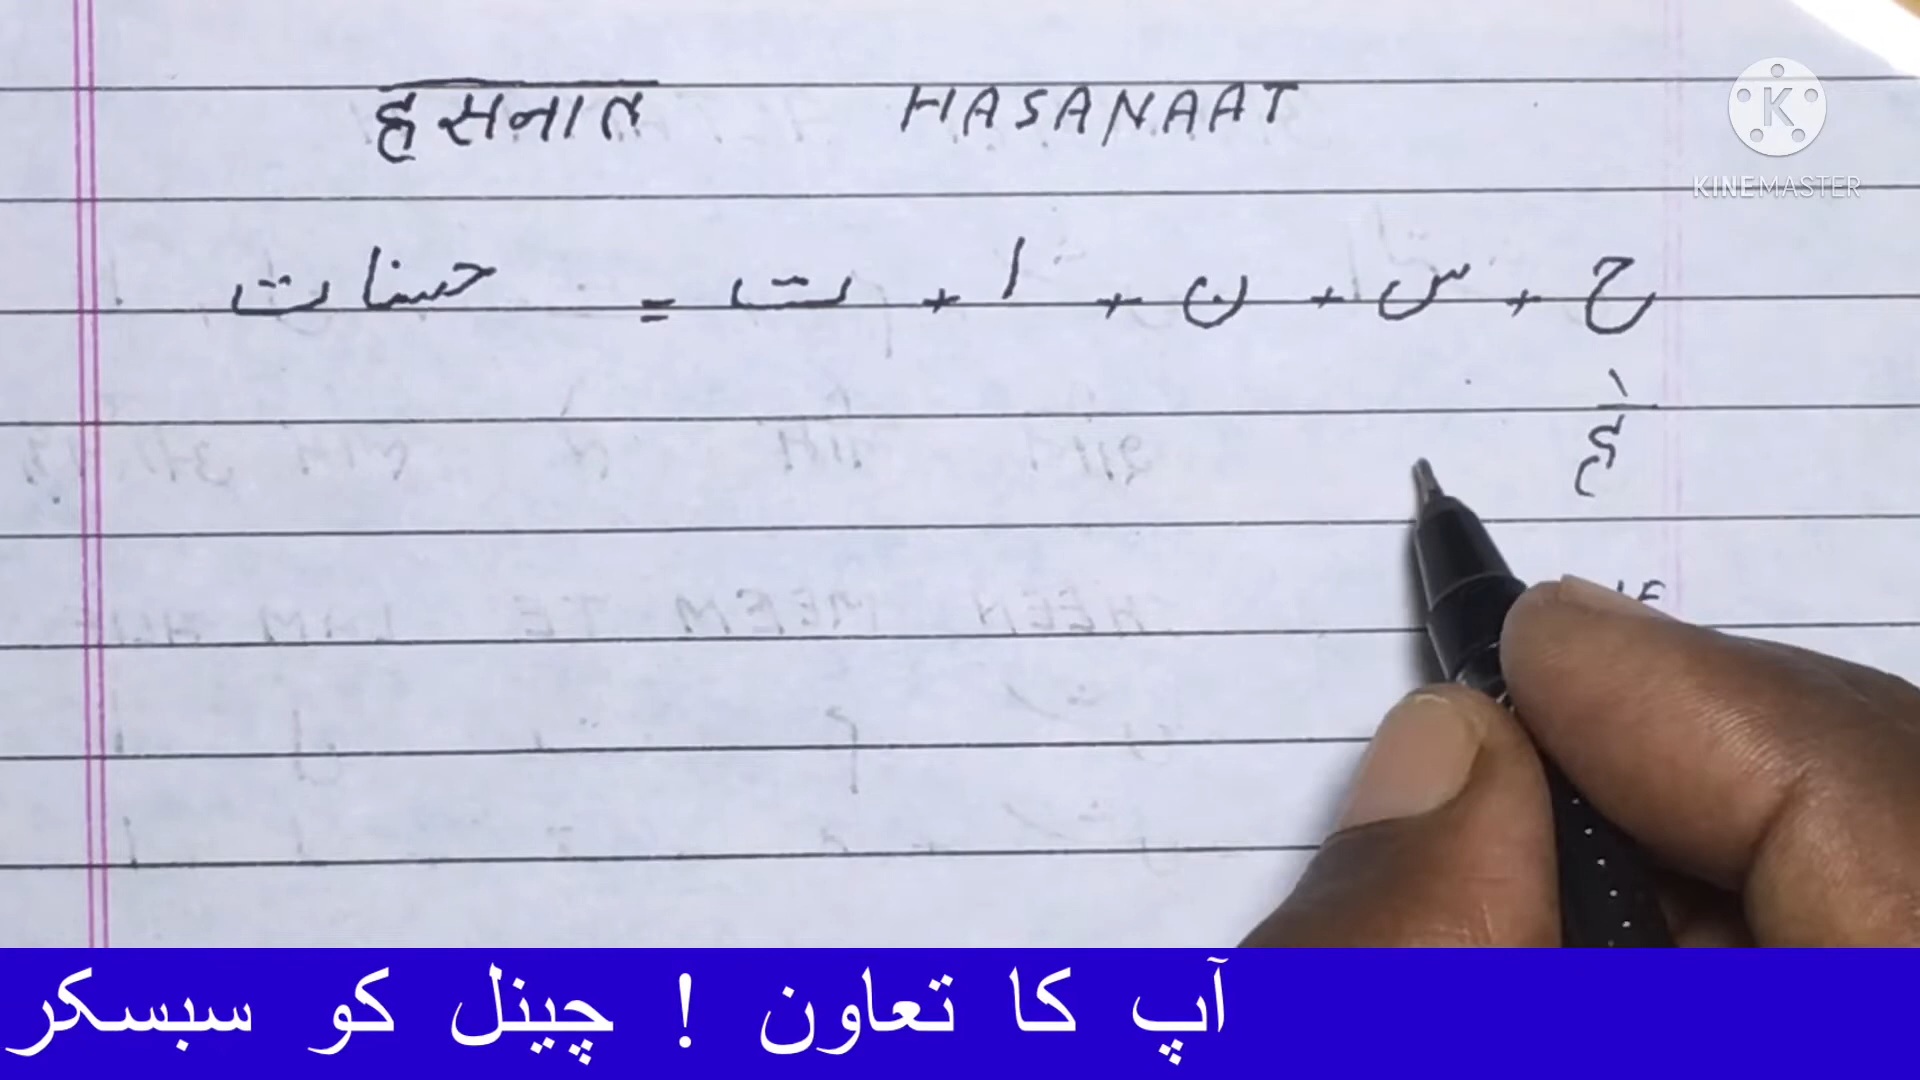 हसनात HASANAAT
KINEMASTER
ح + س + ن + ا + ت = حسنات
हे
آپ کا تعاون ! چینل کو سبسکر